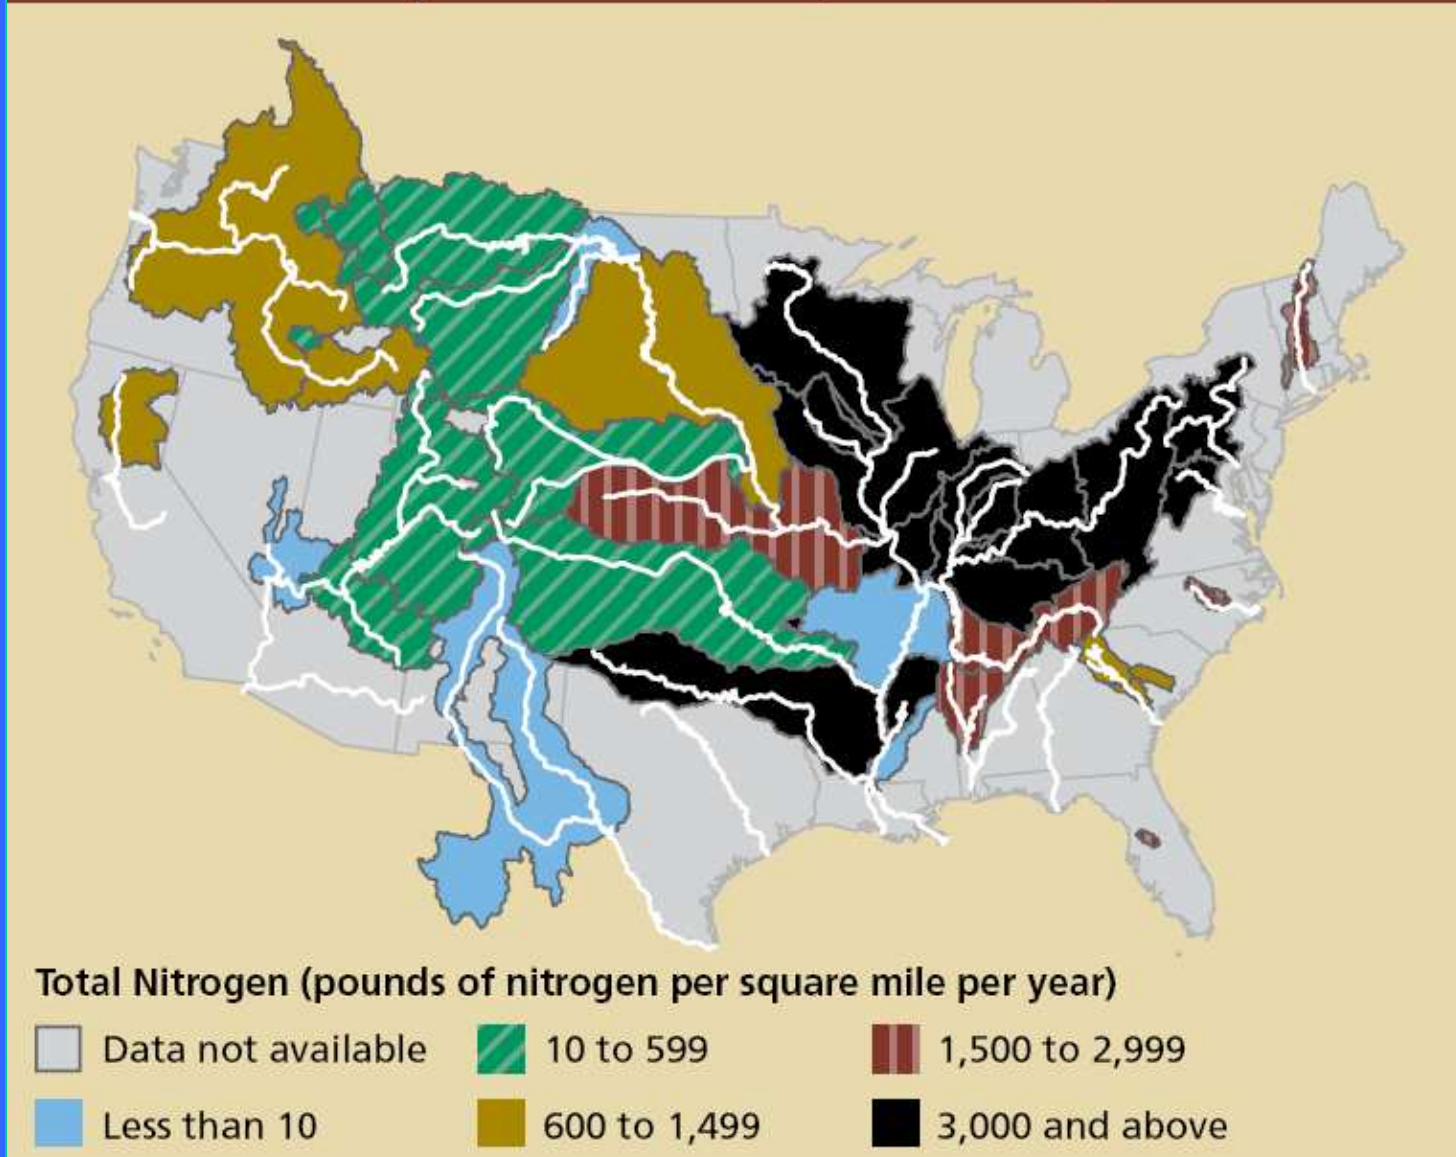 Total Nitrogen (pounds of nitrogen per square mile per year)
Data not available
10 to 599
1,500 to 2,999
Less than 10
600 to 1,499
3,000 and above